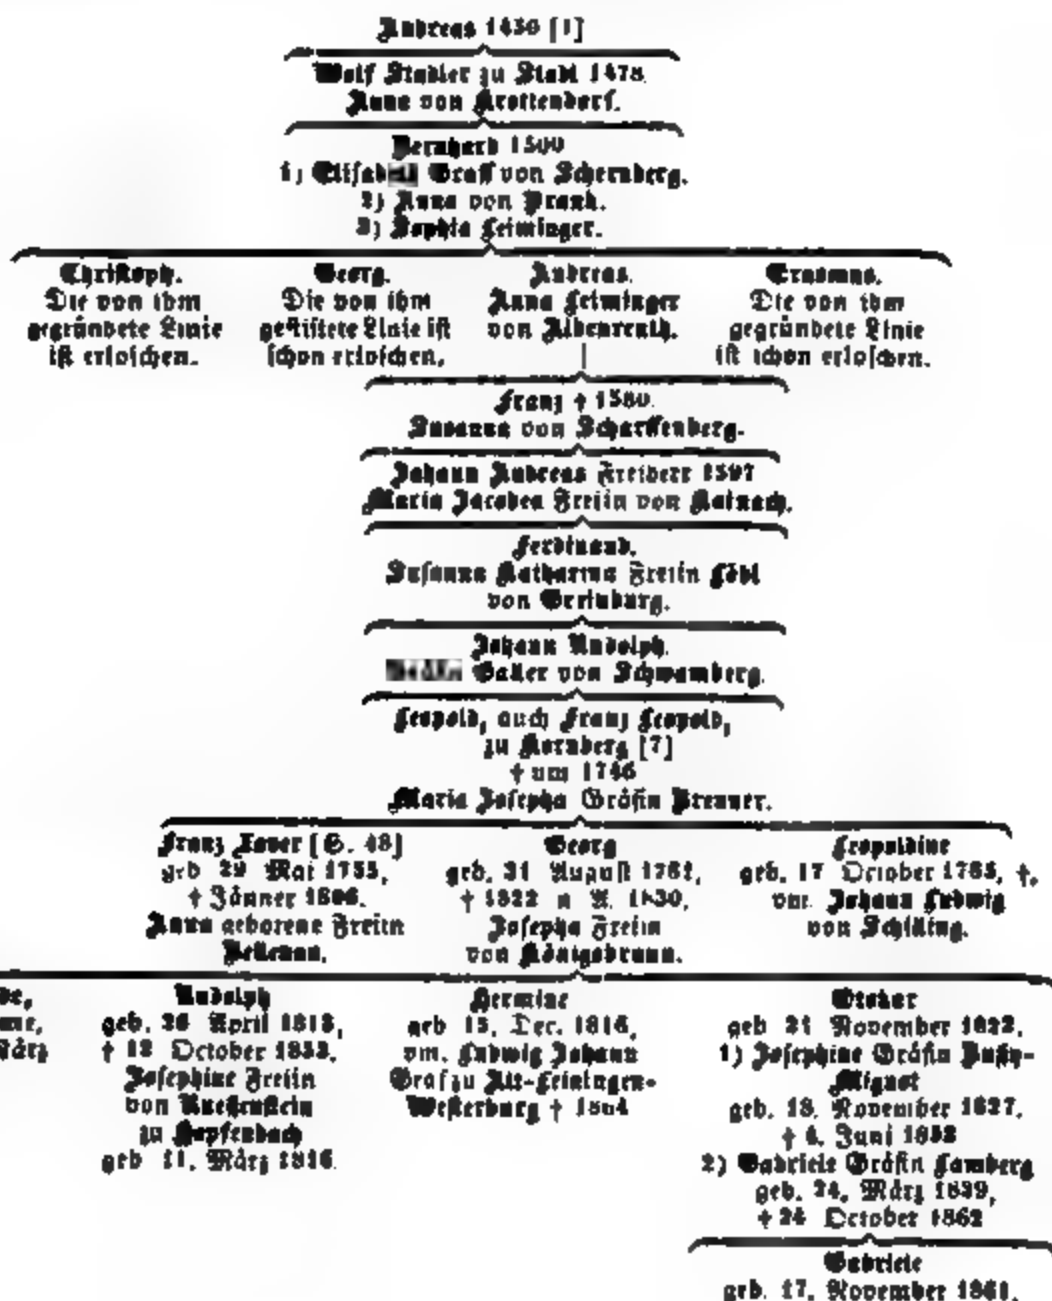 Andreas 1436 [1]
Wolf Stadler zu Stadl 1478
Anna von Krottendorf.
Bernhard 1500
1) Graff von Schernberg.
2) Anna von Prank.
3) Sophia Leiminger.
Christoph. Georg. Andreas. Erasmus.
Die von ihm Die von ihm Anna Leiminger Die von ihm
gegründete Linie gestiftete Linie ist von Albenreuth. gegründete Linie
ist erloschen. schon erloschen. ist schon erloschen.
Franz † 1580.
Susanna von Scharffenberg.
Johann Andreas Freiherr 1597
Maria Jacobea Freiin von Rainach.
Ferdinand.
Susanna Katharina Freiin Löbl
von Greinburg.
Johann Rudolph.
Galler von Schwamberg.
Leopold, auch Franz Leopold,
zu Kornberg [7]
† um 1746
Maria Josepha Gräfin Breuner.
Franz Xaver [S. 48] Georg Leopoldine
geb 29 Mai 1755, geb. 31 August 1762, geb. 17 October 1765, †.
† Jänner 1806. † 1822 n A. 1830, vm. Johann Ludwig
Anna geborene Freiin Josepha Freiin von Schilling.
von Königsbrunn.
Rudolph Hermine Otokar
geb. 26 April 1813, geb 15. Dec. 1816, geb 21 November 1822,
März † 12 October 1853, vm. Ludwig Johann 1) Josephine Gräfin
Josephine Freiin Graf zu Alt-Leiningen-
von Westerburg † 1864 geb. 18. November 1827,
zu Hopfenbach † 6. Juni 1858
geb 11. März 1816. 2) Gabriele Gräfin Lamberg
geb. 24. März 1839,
† 24 October 1862
Gabriele
geb. 17. November 1861.